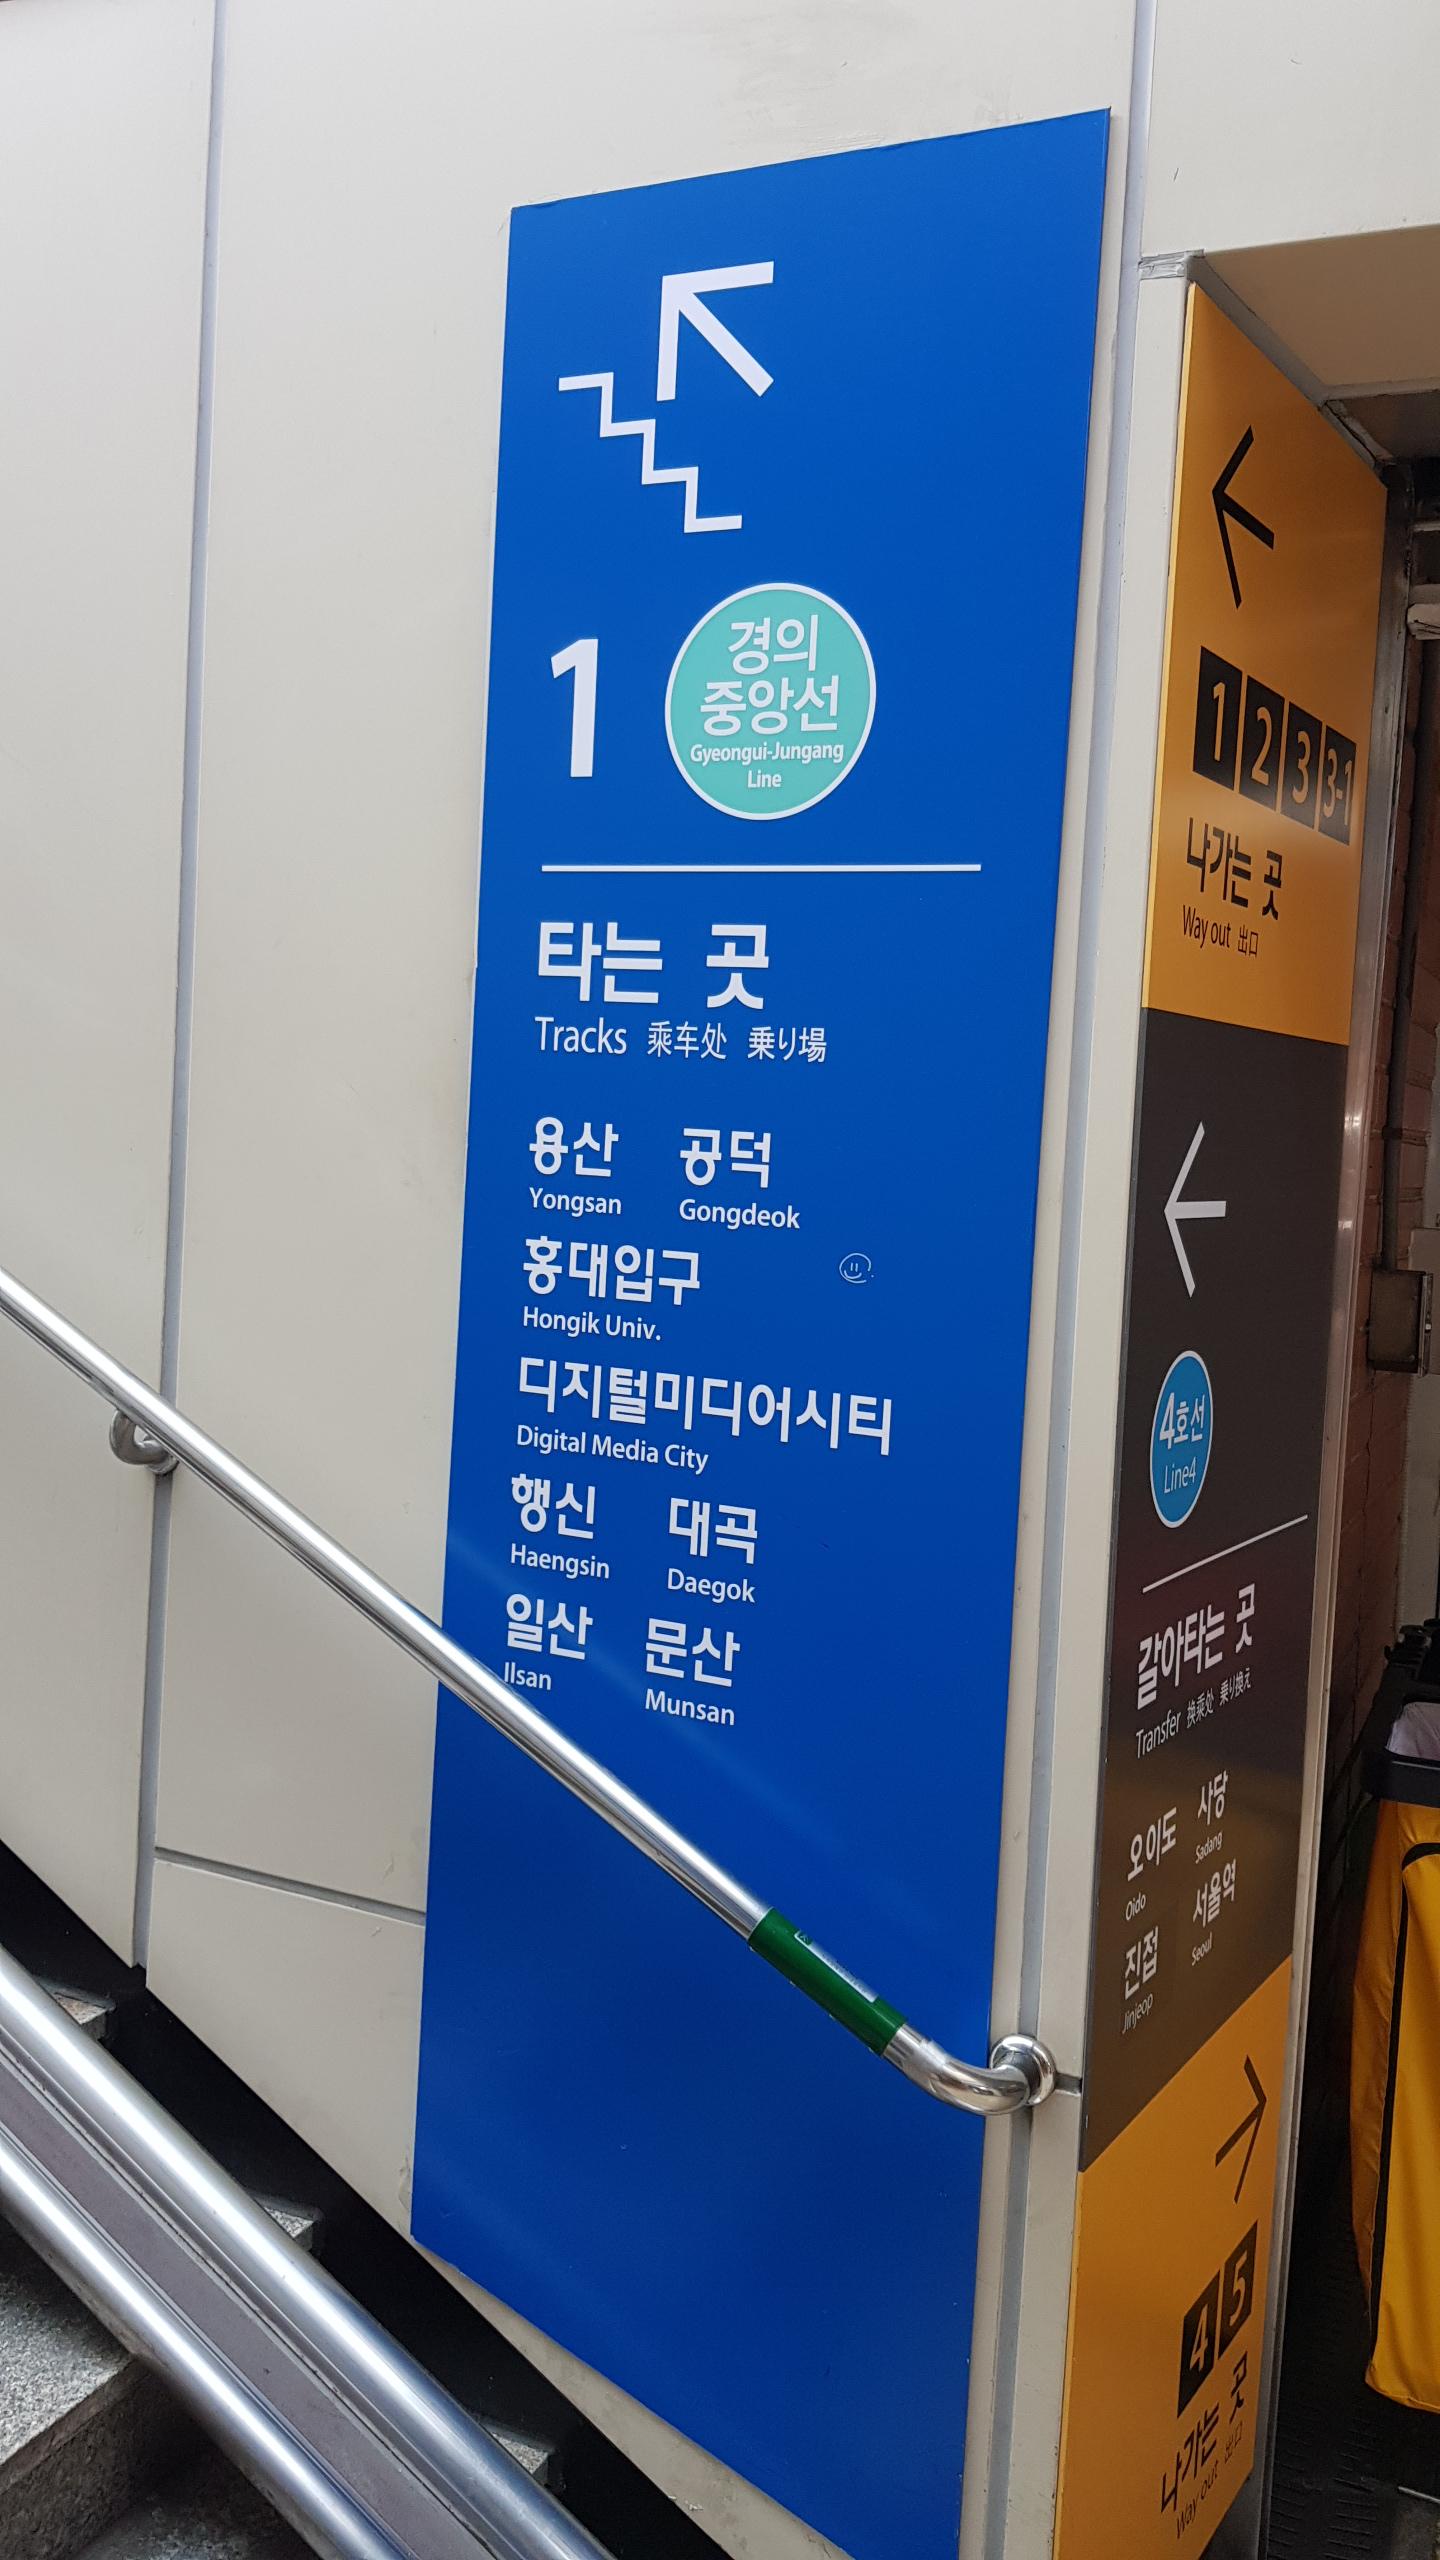 1 경의
중앙선
Gyeongui-Jungang
Line
타는 곳
Tracks 乘车处 乗り場
용산 공덕
Yongsan Gongdeok
홍대입구
Hongik Univ.
디지털미디어시티
Digital Media City
행신 대곡
Haengsin Daegok
일산 문산
Ilsan Munsan
1 2 3 3-1
나가는 곳
Way out 出口
4호선
Line4
갈아타는 곳
Transfer 换乘处 乗り換え
오이도 사당
Oido Sadang
진접 서울역
Jinjeop Seoul
4 5
나가는 곳
Way out 出口